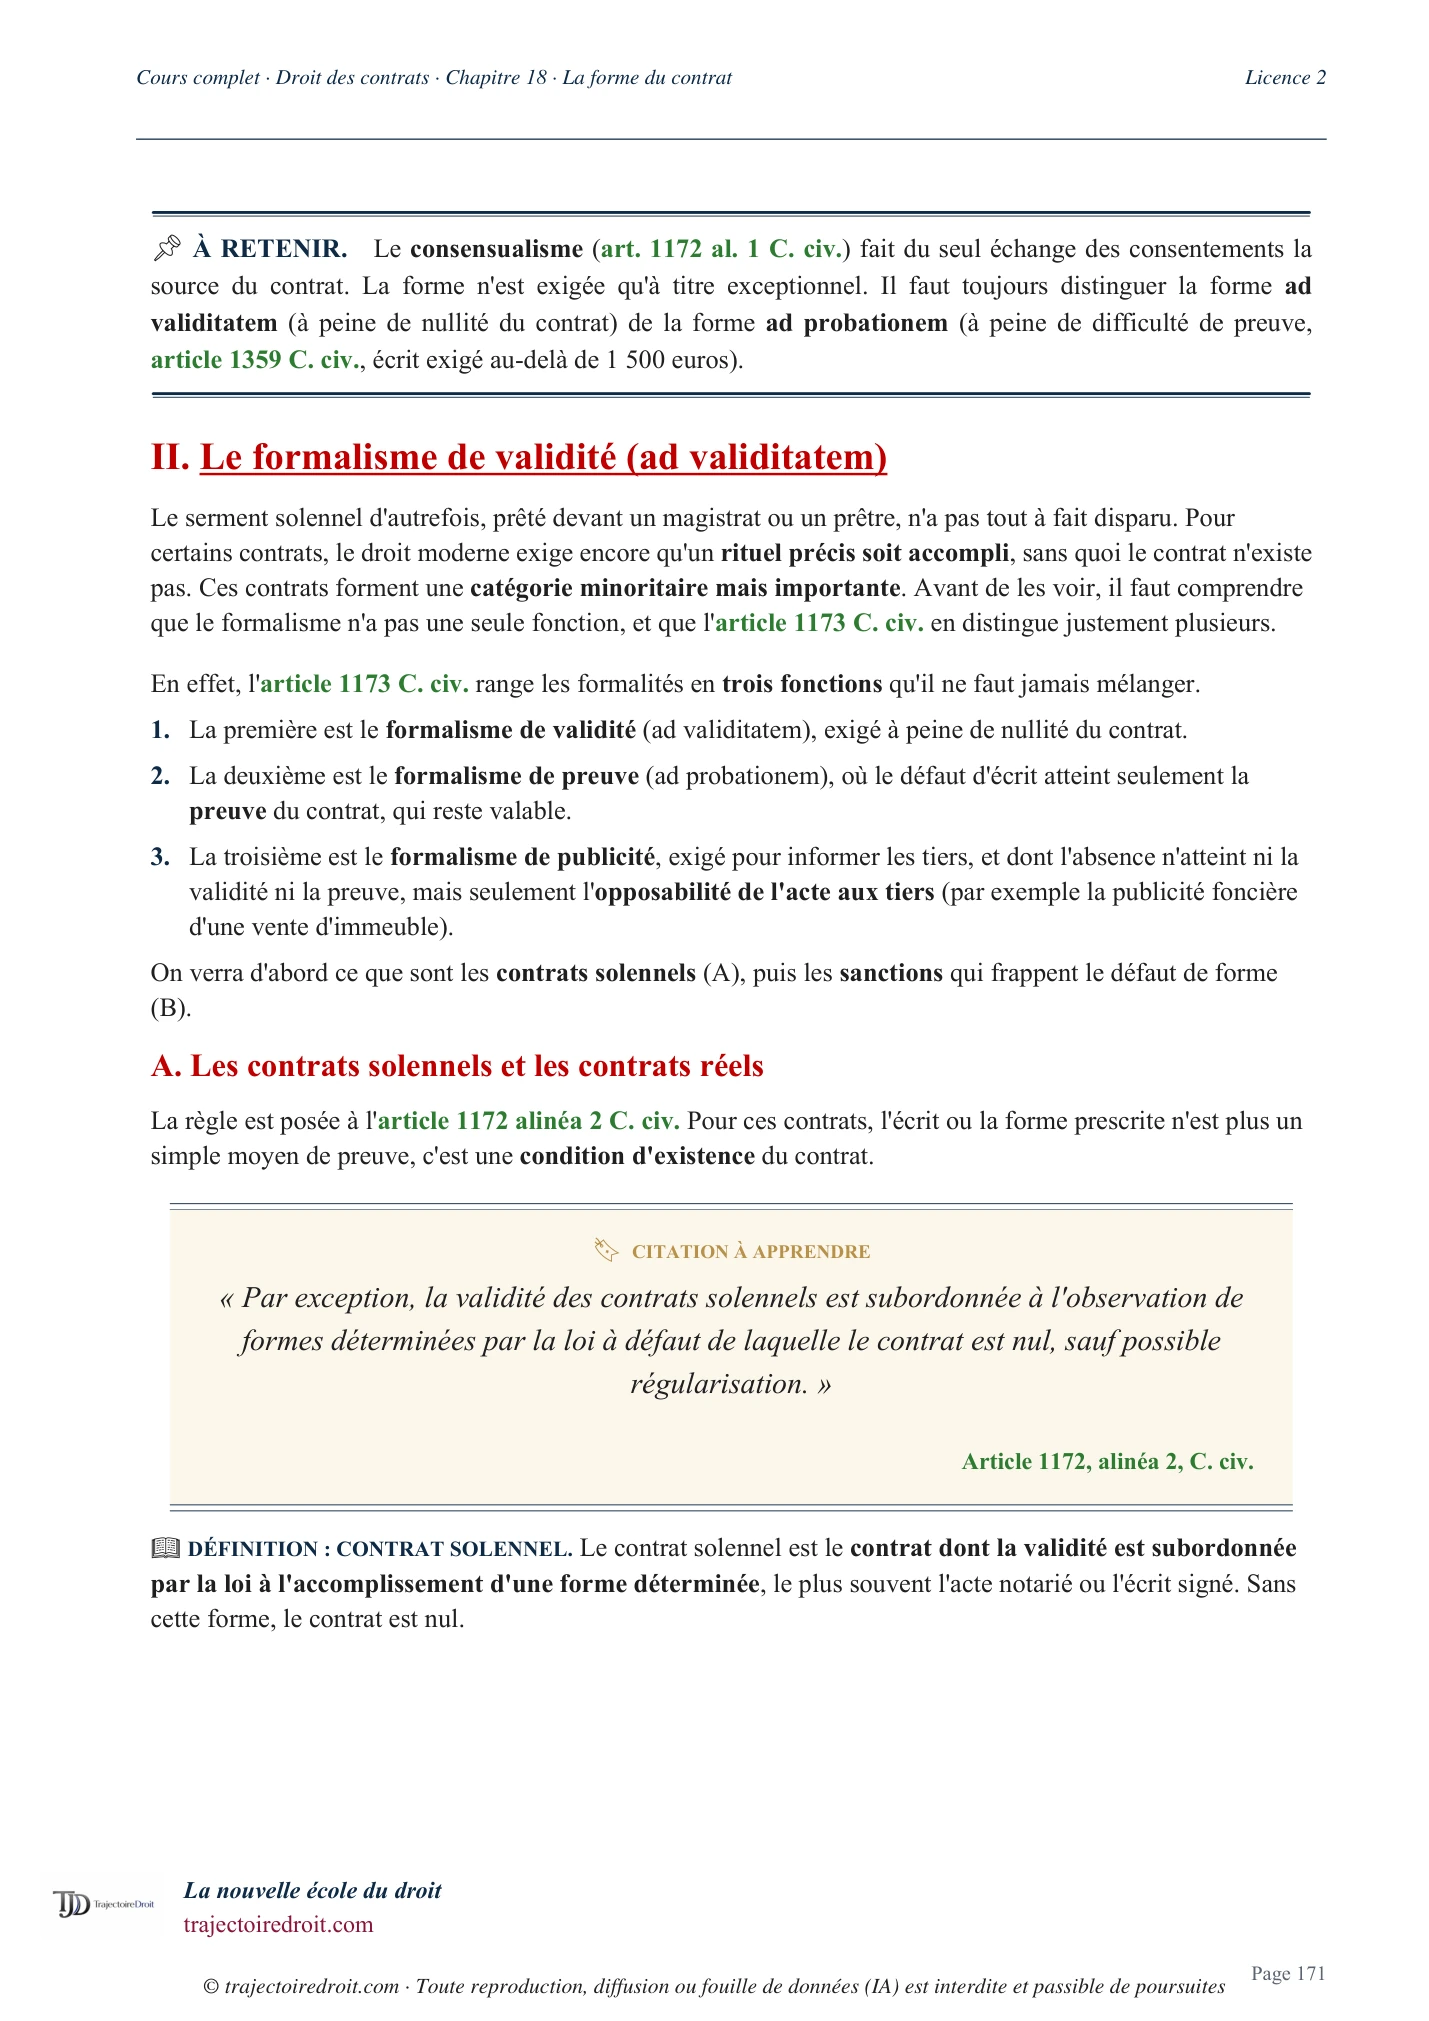 Cours complet · Droit des contrats · Chapitre 18 · La forme du contrat
Licence 2
À RETENIR. Le consensualisme (art. 1172 al. 1 C. civ.) fait du seul échange des consentements la
source du contrat. La forme n'est exigée qu'à titre exceptionnel. Il faut toujours distinguer la forme ad
validitatem (à peine de nullité du contrat) de la forme ad probationem (à peine de difficulté de preuve,
article 1359 C. civ., écrit exigé au-delà de 1 500 euros).
II. Le formalisme de validité (ad validitatem)
Le serment solennel d'autrefois, prêté devant un magistrat ou un prêtre, n'a pas tout à fait disparu. Pour
certains contrats, le droit moderne exige encore qu'un rituel précis soit accompli, sans quoi le contrat n'existe
pas. Ces contrats forment une catégorie minoritaire mais importante. Avant de les voir, il faut comprendre
que le formalisme n'a pas une seule fonction, et que l'article 1173 C. civ. en distingue justement plusieurs.
En effet, l'article 1173 C. civ. range les formalités en trois fonctions qu'il ne faut jamais mélanger.
1. La première est le formalisme de validité (ad validitatem), exigé à peine de nullité du contrat.
2. La deuxième est le formalisme de preuve (ad probationem), où le défaut d'écrit atteint seulement la
preuve du contrat, qui reste valable.
3. La troisième est le formalisme de publicité, exigé pour informer les tiers, et dont l'absence n'atteint ni la
validité ni la preuve, mais seulement l'opposabilité de l'acte aux tiers (par exemple la publicité foncière
d'une vente d'immeuble).
On verra d'abord ce que sont les contrats solennels (A), puis les sanctions qui frappent le défaut de forme
(B).
A. Les contrats solennels et les contrats réels
La règle est posée à l'article 1172 alinéa 2 C. civ. Pour ces contrats, l'écrit ou la forme prescrite n'est plus un
simple moyen de preuve, c'est une condition d'existence du contrat.
CITATION À APPRENDRE
« Par exception, la validité des contrats solennels est subordonnée à l'observation de
formes déterminées par la loi à défaut de laquelle le contrat est nul, sauf possible
régularisation. »
Article 1172, alinéa 2, C. civ.
DÉFINITION : CONTRAT SOLENNEL. Le contrat solennel est le contrat dont la validité est subordonnée
par la loi à l'accomplissement d'une forme déterminée, le plus souvent l'acte notarié ou l'écrit signé. Sans
cette forme, le contrat est nul.
TJD TrajectoireDroit
La nouvelle école du droit
trajectoiredroit.com
© trajectoiredroit.com · Toute reproduction, diffusion ou fouille de données (IA) est interdite et passible de poursuites
Page 171